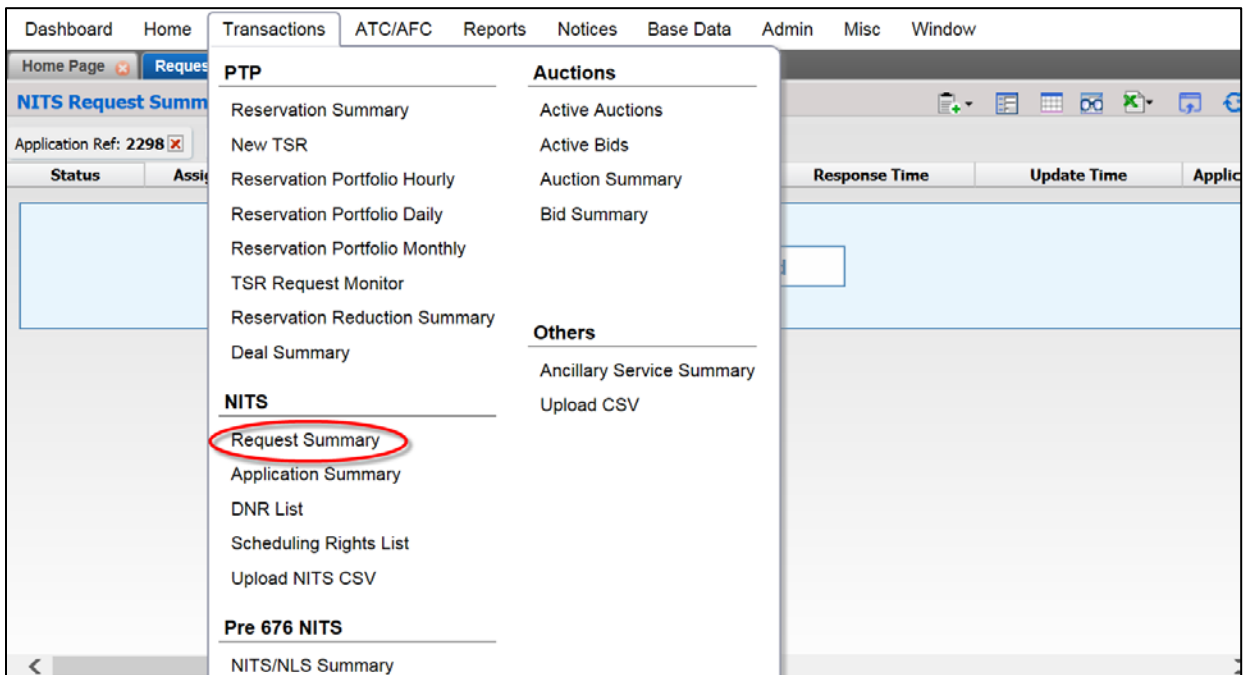 Dashboard Home Transactions ATC/AFC Reports Notices Base Data Admin Misc Window
Home Page Reques
NITS Request Summ
Application Ref: 2298
Status Assig Response Time Update Time Applic
PTP
Reservation Summary
New TSR
Reservation Portfolio Hourly
Reservation Portfolio Daily
Reservation Portfolio Monthly
TSR Request Monitor
Reservation Reduction Summary
Deal Summary
NITS
Request Summary
Application Summary
DNR List
Scheduling Rights List
Upload NITS CSV
Pre 676 NITS
NITS/NLS Summary
Auctions
Active Auctions
Active Bids
Auction Summary
Bid Summary
Others
Ancillary Service Summary
Upload CSV